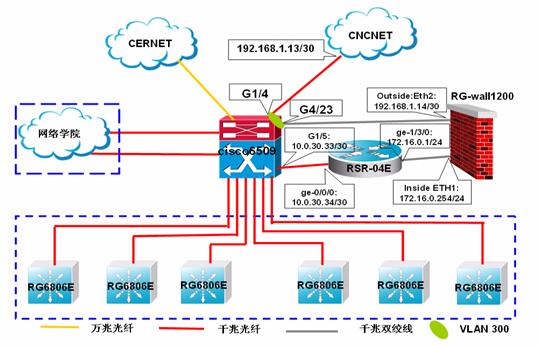 CERNET
CNCNET
192.168.1.13/30
G1/4
G4/23
Outside:Eth2:
192.168.1.14/30
RG-wall1200
网络学院
cisco6509
G1/5:
10.0.30.33/30
ge-1/3/0:
172.16.0.1/24
RSR-04E
ge-0/0/0:
10.0.30.34/30
Inside ETH1:
172.16.0.254/24
RG6806E
RG6806E
RG6806E
RG6806E
RG6806E
RG6806E
万兆光纤
千兆光纤
千兆双绞线
VLAN 300